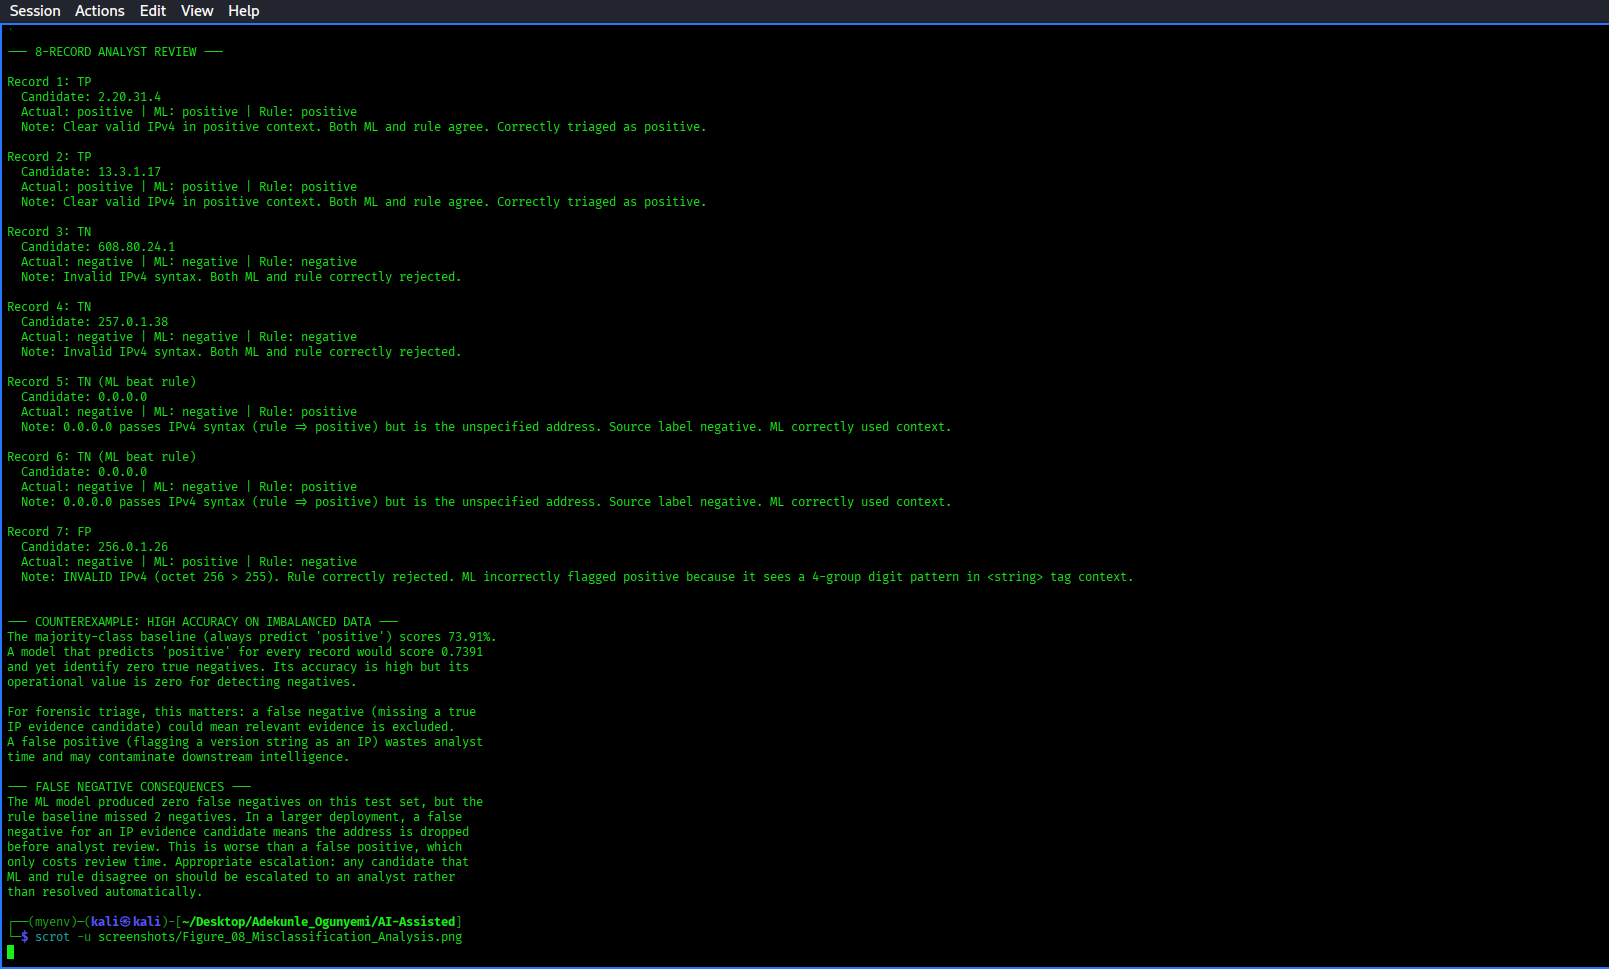 Session Actions Edit View Help
── 8-RECORD ANALYST REVIEW ──
Record 1: TP
Candidate: 2.20.31.4
Actual: positive | ML: positive | Rule: positive
Note: Clear valid IPv4 in positive context. Both ML and rule agree. Correctly triaged as positive.
Record 2: TP
Candidate: 13.3.1.17
Actual: positive | ML: positive | Rule: positive
Note: Clear valid IPv4 in positive context. Both ML and rule agree. Correctly triaged as positive.
Record 3: TN
Candidate: 608.80.24.1
Actual: negative | ML: negative | Rule: negative
Note: Invalid IPv4 syntax. Both ML and rule correctly rejected.
Record 4: TN
Candidate: 257.0.1.38
Actual: negative | ML: negative | Rule: negative
Note: Invalid IPv4 syntax. Both ML and rule correctly rejected.
Record 5: TN (ML beat rule)
Candidate: 0.0.0.0
Actual: negative | ML: negative | Rule: positive
Note: 0.0.0.0 passes IPv4 syntax (rule => positive) but is the unspecified address. Source label negative. ML correctly used context.
Record 6: TN (ML beat rule)
Candidate: 0.0.0.0
Actual: negative | ML: negative | Rule: positive
Note: 0.0.0.0 passes IPv4 syntax (rule => positive) but is the unspecified address. Source label negative. ML correctly used context.
Record 7: FP
Candidate: 256.0.1.26
Actual: negative | ML: positive | Rule: negative
Note: INVALID IPv4 (octet 256 > 255). Rule correctly rejected. ML incorrectly flagged positive because it sees a 4-group digit pattern in <string> tag context.
── COUNTEREXAMPLE: HIGH ACCURACY ON IMBALANCED DATA ──
The majority-class baseline (always predict 'positive') scores 73.91%.
A model that predicts 'positive' for every record would score 0.7391
and yet identify zero true negatives. Its accuracy is high but its
operational value is zero for detecting negatives.
For forensic triage, this matters: a false negative (missing a true
IP evidence candidate) could mean relevant evidence is excluded.
A false positive (flagging a version string as an IP) wastes analyst
time and may contaminate downstream intelligence.
── FALSE NEGATIVE CONSEQUENCES ──
The ML model produced zero false negatives on this test set, but the
rule baseline missed 2 negatives. In a larger deployment, a false
negative for an IP evidence candidate means the address is dropped
before analyst review. This is worse than a false positive, which
only costs review time. Appropriate escalation: any candidate that
ML and rule disagree on should be escalated to an analyst rather
than resolved automatically.
┌──(myenv)─(kali㉿kali)-[~/Desktop/Adekunle_Ogunyemi/AI-Assisted]
└─$ scrot -u screenshots/Figure_08_Misclassification_Analysis.png